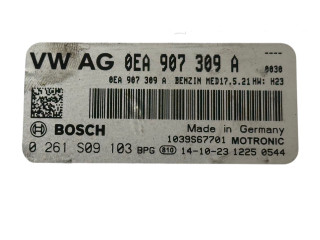 VW AG 0EA 907 309 A
0030
0EA 907 309 A BENZIN MED17.5.21 HW: H23
BOSCH
Made in Germany
1039S67701 MOTRONIC
0 261 S09 103 BPG 810 14-10-23 1225 0544